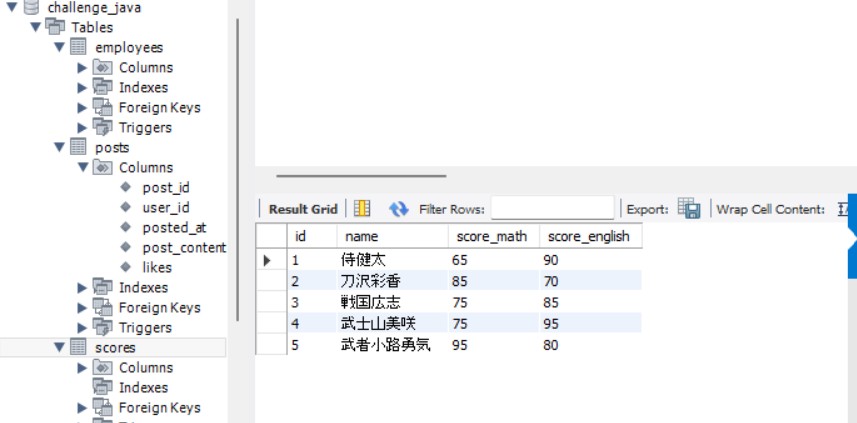 challenge_java
Tables
employees
Columns
Indexes
Foreign Keys
Triggers
posts
Columns
post_id
user_id
posted_at
post_content
likes
Indexes
Foreign Keys
Triggers
scores
Columns
Indexes
Foreign Keys
Result Grid Filter Rows: Export: Wrap Cell Content:
id name score_math score_english
1 侍健太 65 90
2 刀沢彩香 85 70
3 戦国広志 75 85
4 武士山美咲 75 95
5 武者小路勇気 95 80